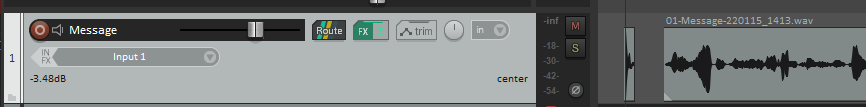 Message
Route
FX
trim
in
-inf
M
01-Message-220115_1413.wav
1
IN
FX
Input 1
-18-
S
-30-
-3.48dB
center
-42-
-54-